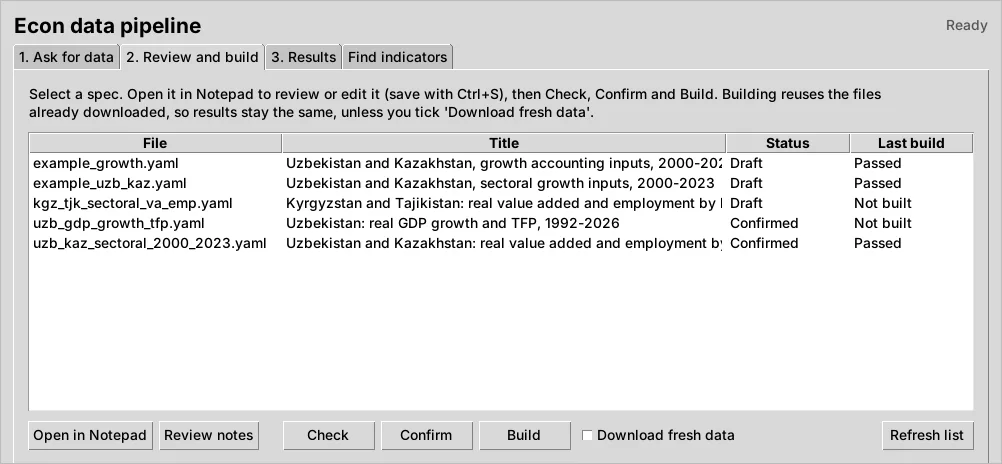 Econ data pipeline
Ready
1. Ask for data 2. Review and build 3. Results Find indicators
Select a spec. Open it in Notepad to review or edit it (save with Ctrl+S), then Check, Confirm and Build. Building reuses the files
already downloaded, so results stay the same, unless you tick 'Download fresh data'.
File Title Status Last build
example_growth.yaml Uzbekistan and Kazakhstan, growth accounting inputs, 2000-202 Draft Passed
example_uzb_kaz.yaml Uzbekistan and Kazakhstan, sectoral growth inputs, 2000-2023 Draft Passed
kgz_tjk_sectoral_va_emp.yaml Kyrgyzstan and Tajikistan: real value added and employment by Draft Not built
uzb_gdp_growth_tfp.yaml Uzbekistan: real GDP growth and TFP, 1992-2026 Confirmed Not built
uzb_kaz_sectoral_2000_2023.yaml Uzbekistan and Kazakhstan: real value added and employment by Confirmed Passed
Open in Notepad Review notes Check Confirm Build Download fresh data Refresh list